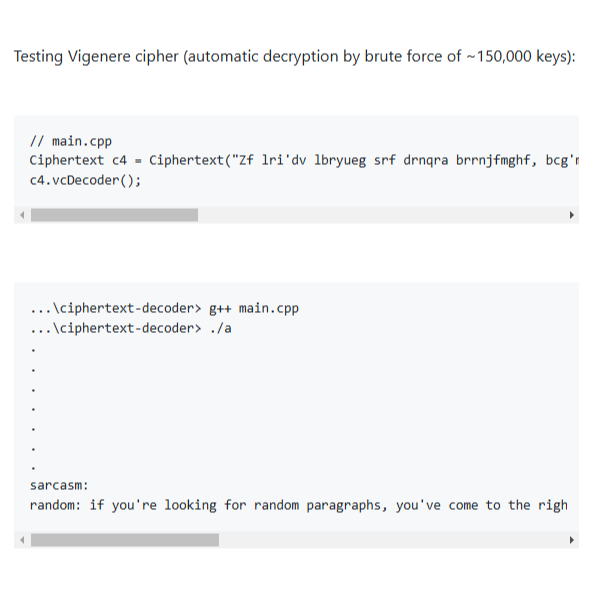 Testing Vigenere cipher (automatic decryption by brute force of ~150,000 keys):
// main.cpp
Ciphertext c4 = Ciphertext("Zf lri'dv lbryueg srf drnqra brrnjfmghf, bcg'r
c4.vcDecoder();
...\ciphertext-decoder> g++ main.cpp
...\ciphertext-decoder> ./a
.
.
.
.
.
.
.
sarcasm:
random: if you're looking for random paragraphs, you've come to the righ